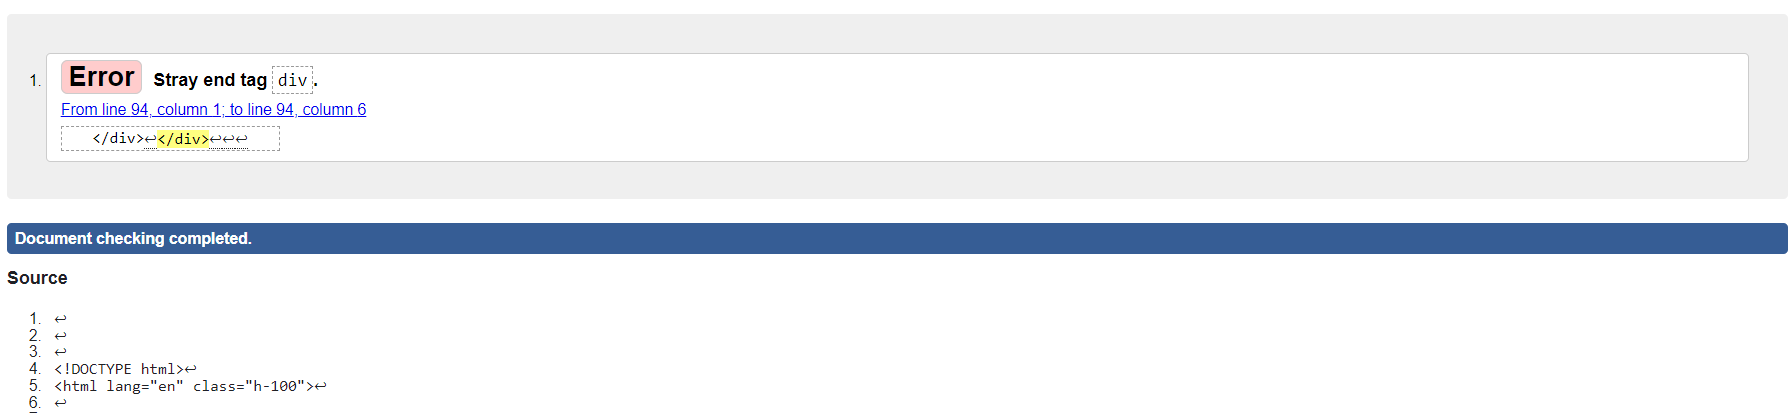 1. Error Stray end tag div.
From line 94, column 1; to line 94, column 6
</div>↩</div>↩↩↩
Document checking completed.
Source
1. ↩
2. ↩
3. ↩
4. <!DOCTYPE html>↩
5. <html lang="en" class="h-100">↩
6. ↩